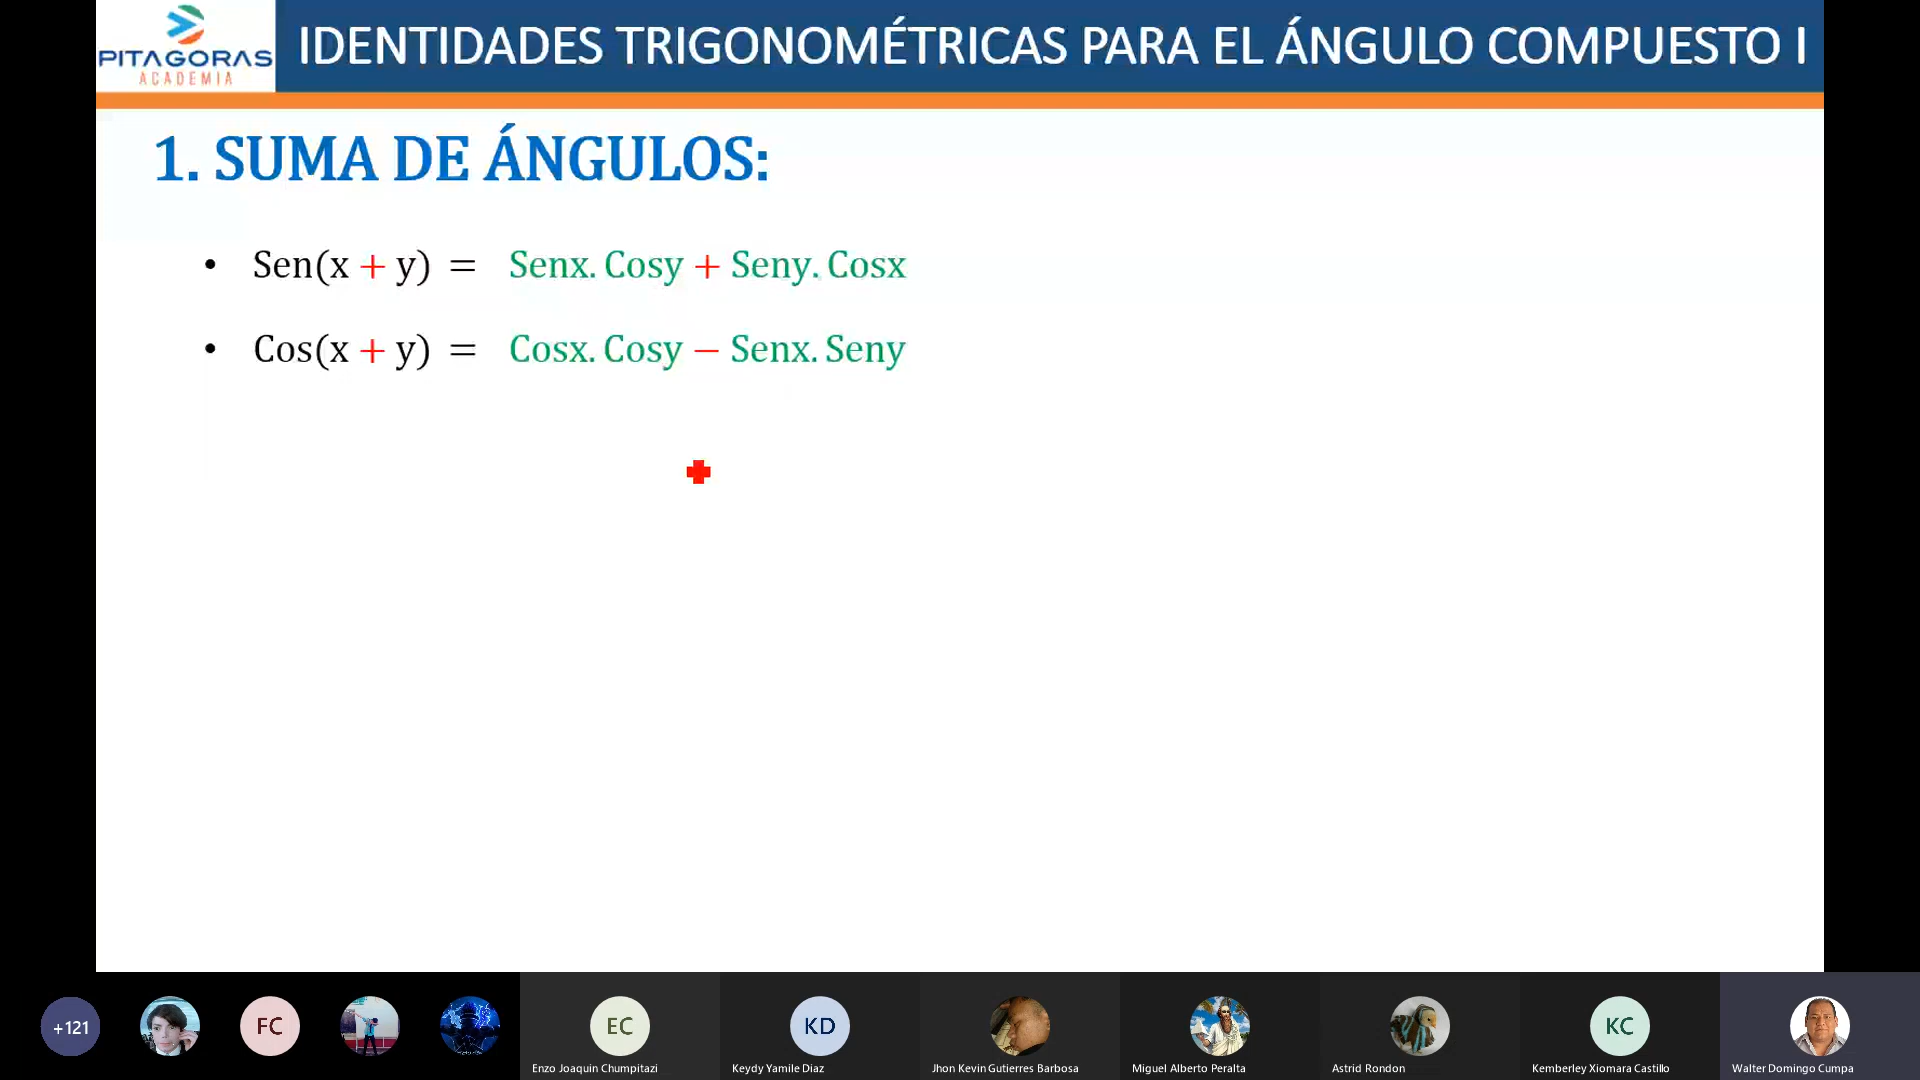 PITAGORAS
ACADEMIA
IDENTIDADES TRIGONOMÉTRICAS PARA EL ÁNGULO COMPUESTO I
1. SUMA DE ÁNGULOS:
• Sen(x + y) = Senx. Cosy + Seny. Cosx
• Cos(x + y) = Cosx. Cosy − Senx. Seny
+121
FC
EC
KD
KC
Enzo Joaquin Chumpitazi
Keydy Yamile Diaz
Jhon Kevin Gutierres Barbosa
Miguel Alberto Peralta
Astrid Rondon
Kemberley Xiomara Castillo
Walter Domingo Cumpa